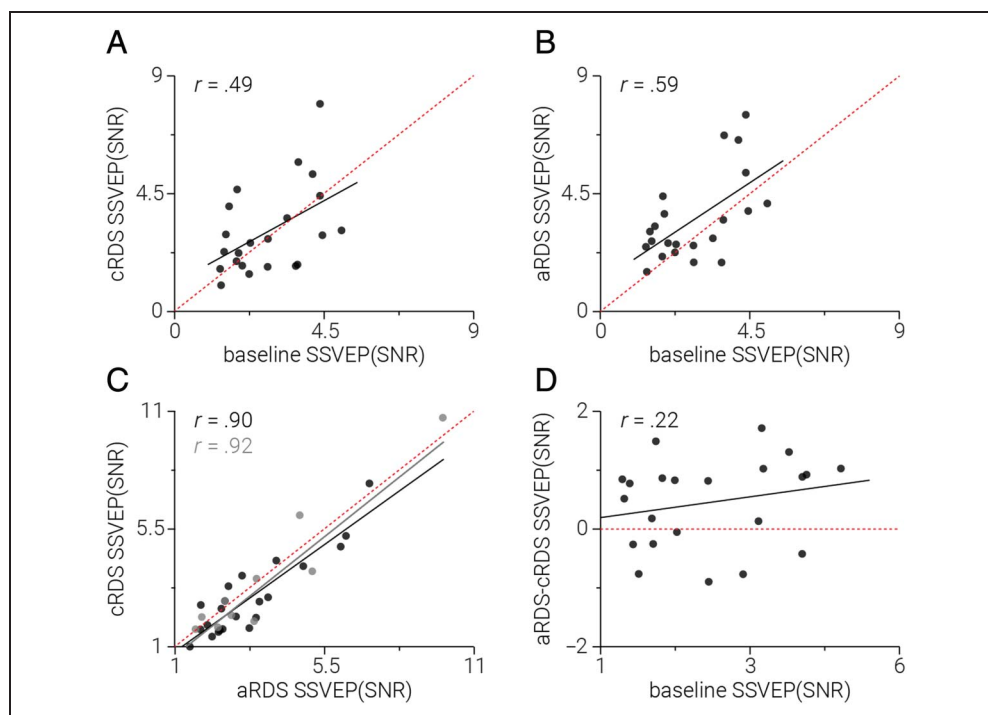 A
r = .49
9
4.5
0
cRDS SSVEP(SNR)
0 4.5 9
baseline SSVEP(SNR)
B
r = .59
9
4.5
0
aRDS SSVEP(SNR)
0 4.5 9
baseline SSVEP(SNR)
C
r = .90
r = .92
11
5.5
1
cRDS SSVEP(SNR)
1 5.5 11
aRDS SSVEP(SNR)
D
r = .22
2
0
−2
aRDS-cRDS SSVEP(SNR)
1 3 6
baseline SSVEP(SNR)